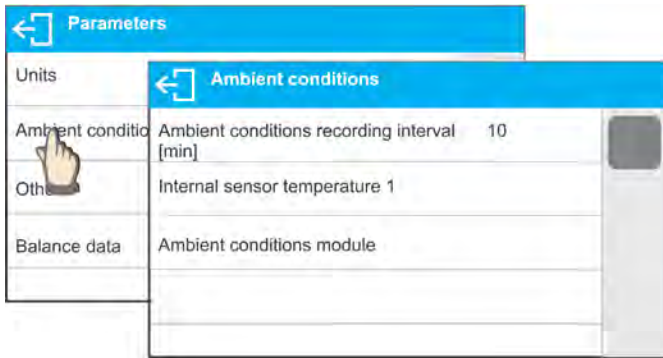 Parameters
Units
Ambient conditio
Othe
Balance data
Ambient conditions
Ambient conditions recording interval 10
[min]
Internal sensor temperature 1
Ambient conditions module